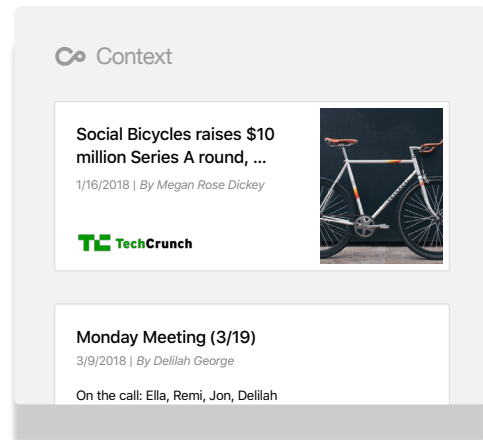 Context
Social Bicycles raises $10
million Series A round, ...
1/16/2018 | By Megan Rose Dickey
TC TechCrunch
Monday Meeting (3/19)
3/9/2018 | By Delilah George
On the call: Ella, Remi, Jon, Delilah